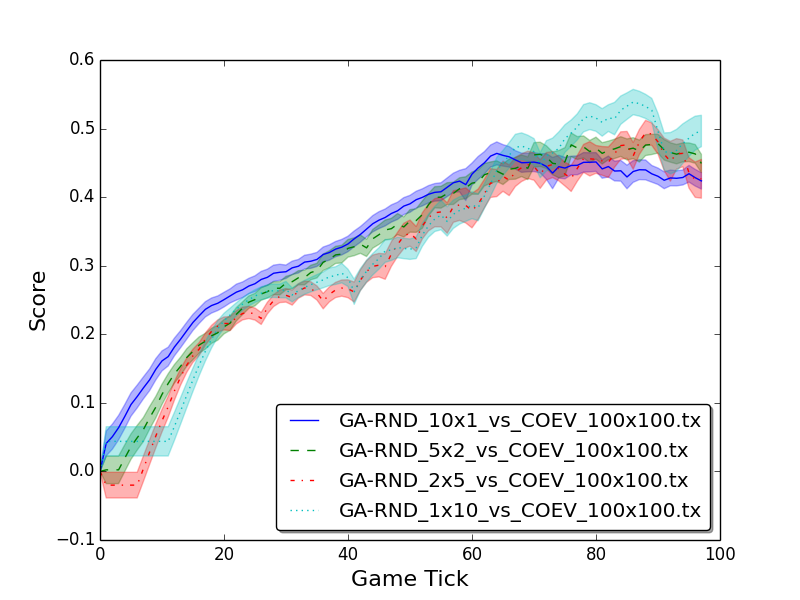 0.6
0.5
0.4
0.3
0.2
0.1
0.0
−0.1
Score
GA-RND_10x1_vs_COEV_100x100.tx
GA-RND_5x2_vs_COEV_100x100.tx
GA-RND_2x5_vs_COEV_100x100.tx
GA-RND_1x10_vs_COEV_100x100.tx
0 20 40 60 80 100
Game Tick